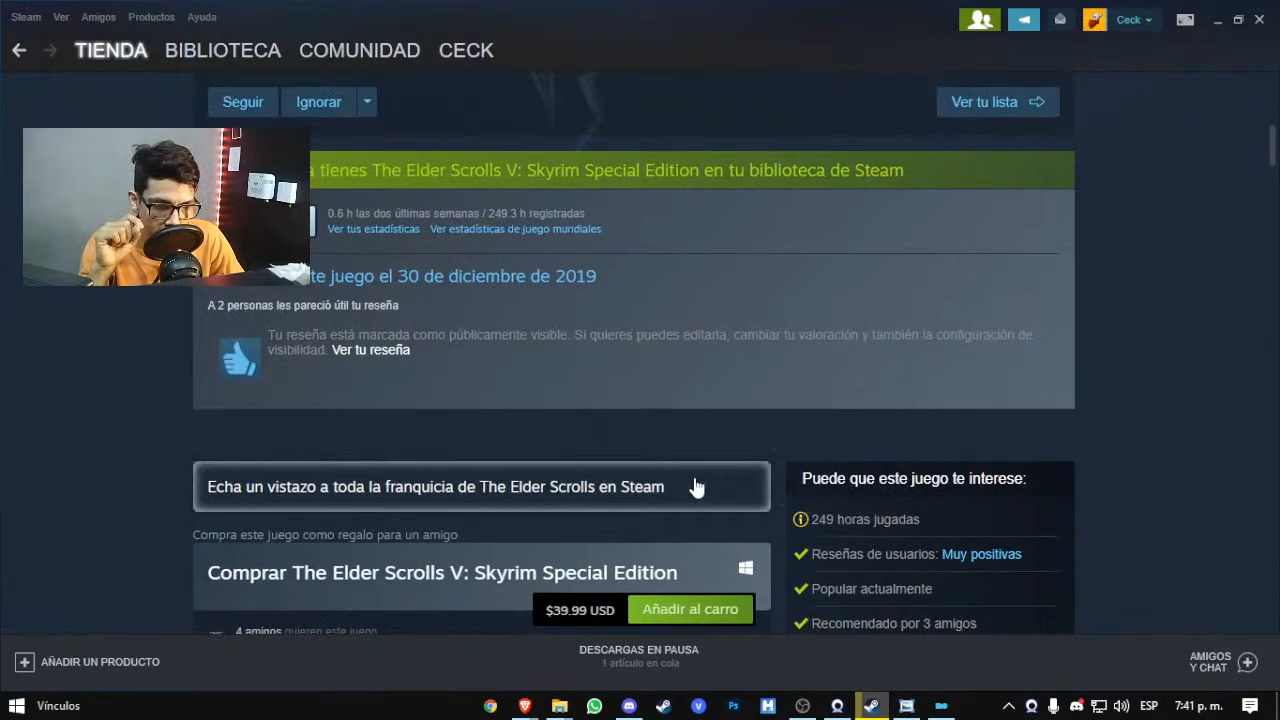 Steam Ver Amigos Productos Ayuda
Ceck
TIENDA BIBLIOTECA COMUNIDAD CECK
Seguir Ignorar Ver tu lista
tienes The Elder Scrolls V: Skyrim Special Edition en tu biblioteca de Steam
0.6 h las dos últimas semanas / 249.3 h registradas
Ver tus estadísticas Ver estadísticas de juego mundiales
te juego el 30 de diciembre de 2019
A 2 personas les pareció útil tu reseña
Tu reseña está marcada como públicamente visible. Si quieres puedes editarla, cambiar tu valoración y también la configuración de
visibilidad. Ver tu reseña
Echa un vistazo a toda la franquicia de The Elder Scrolls en Steam
Puede que este juego te interese:
249 horas jugadas
Compra este juego como regalo para un amigo
Reseñas de usuarios: Muy positivas
Comprar The Elder Scrolls V: Skyrim Special Edition
Popular actualmente
$39.99 USD Añadir al carro
Recomendado por 3 amigos
4 amigos quieren este juego
AÑADIR UN PRODUCTO
DESCARGAS EN PAUSA
1 artículo en cola
AMIGOS
Y CHAT
Vínculos
ESP 7:41 p. m.